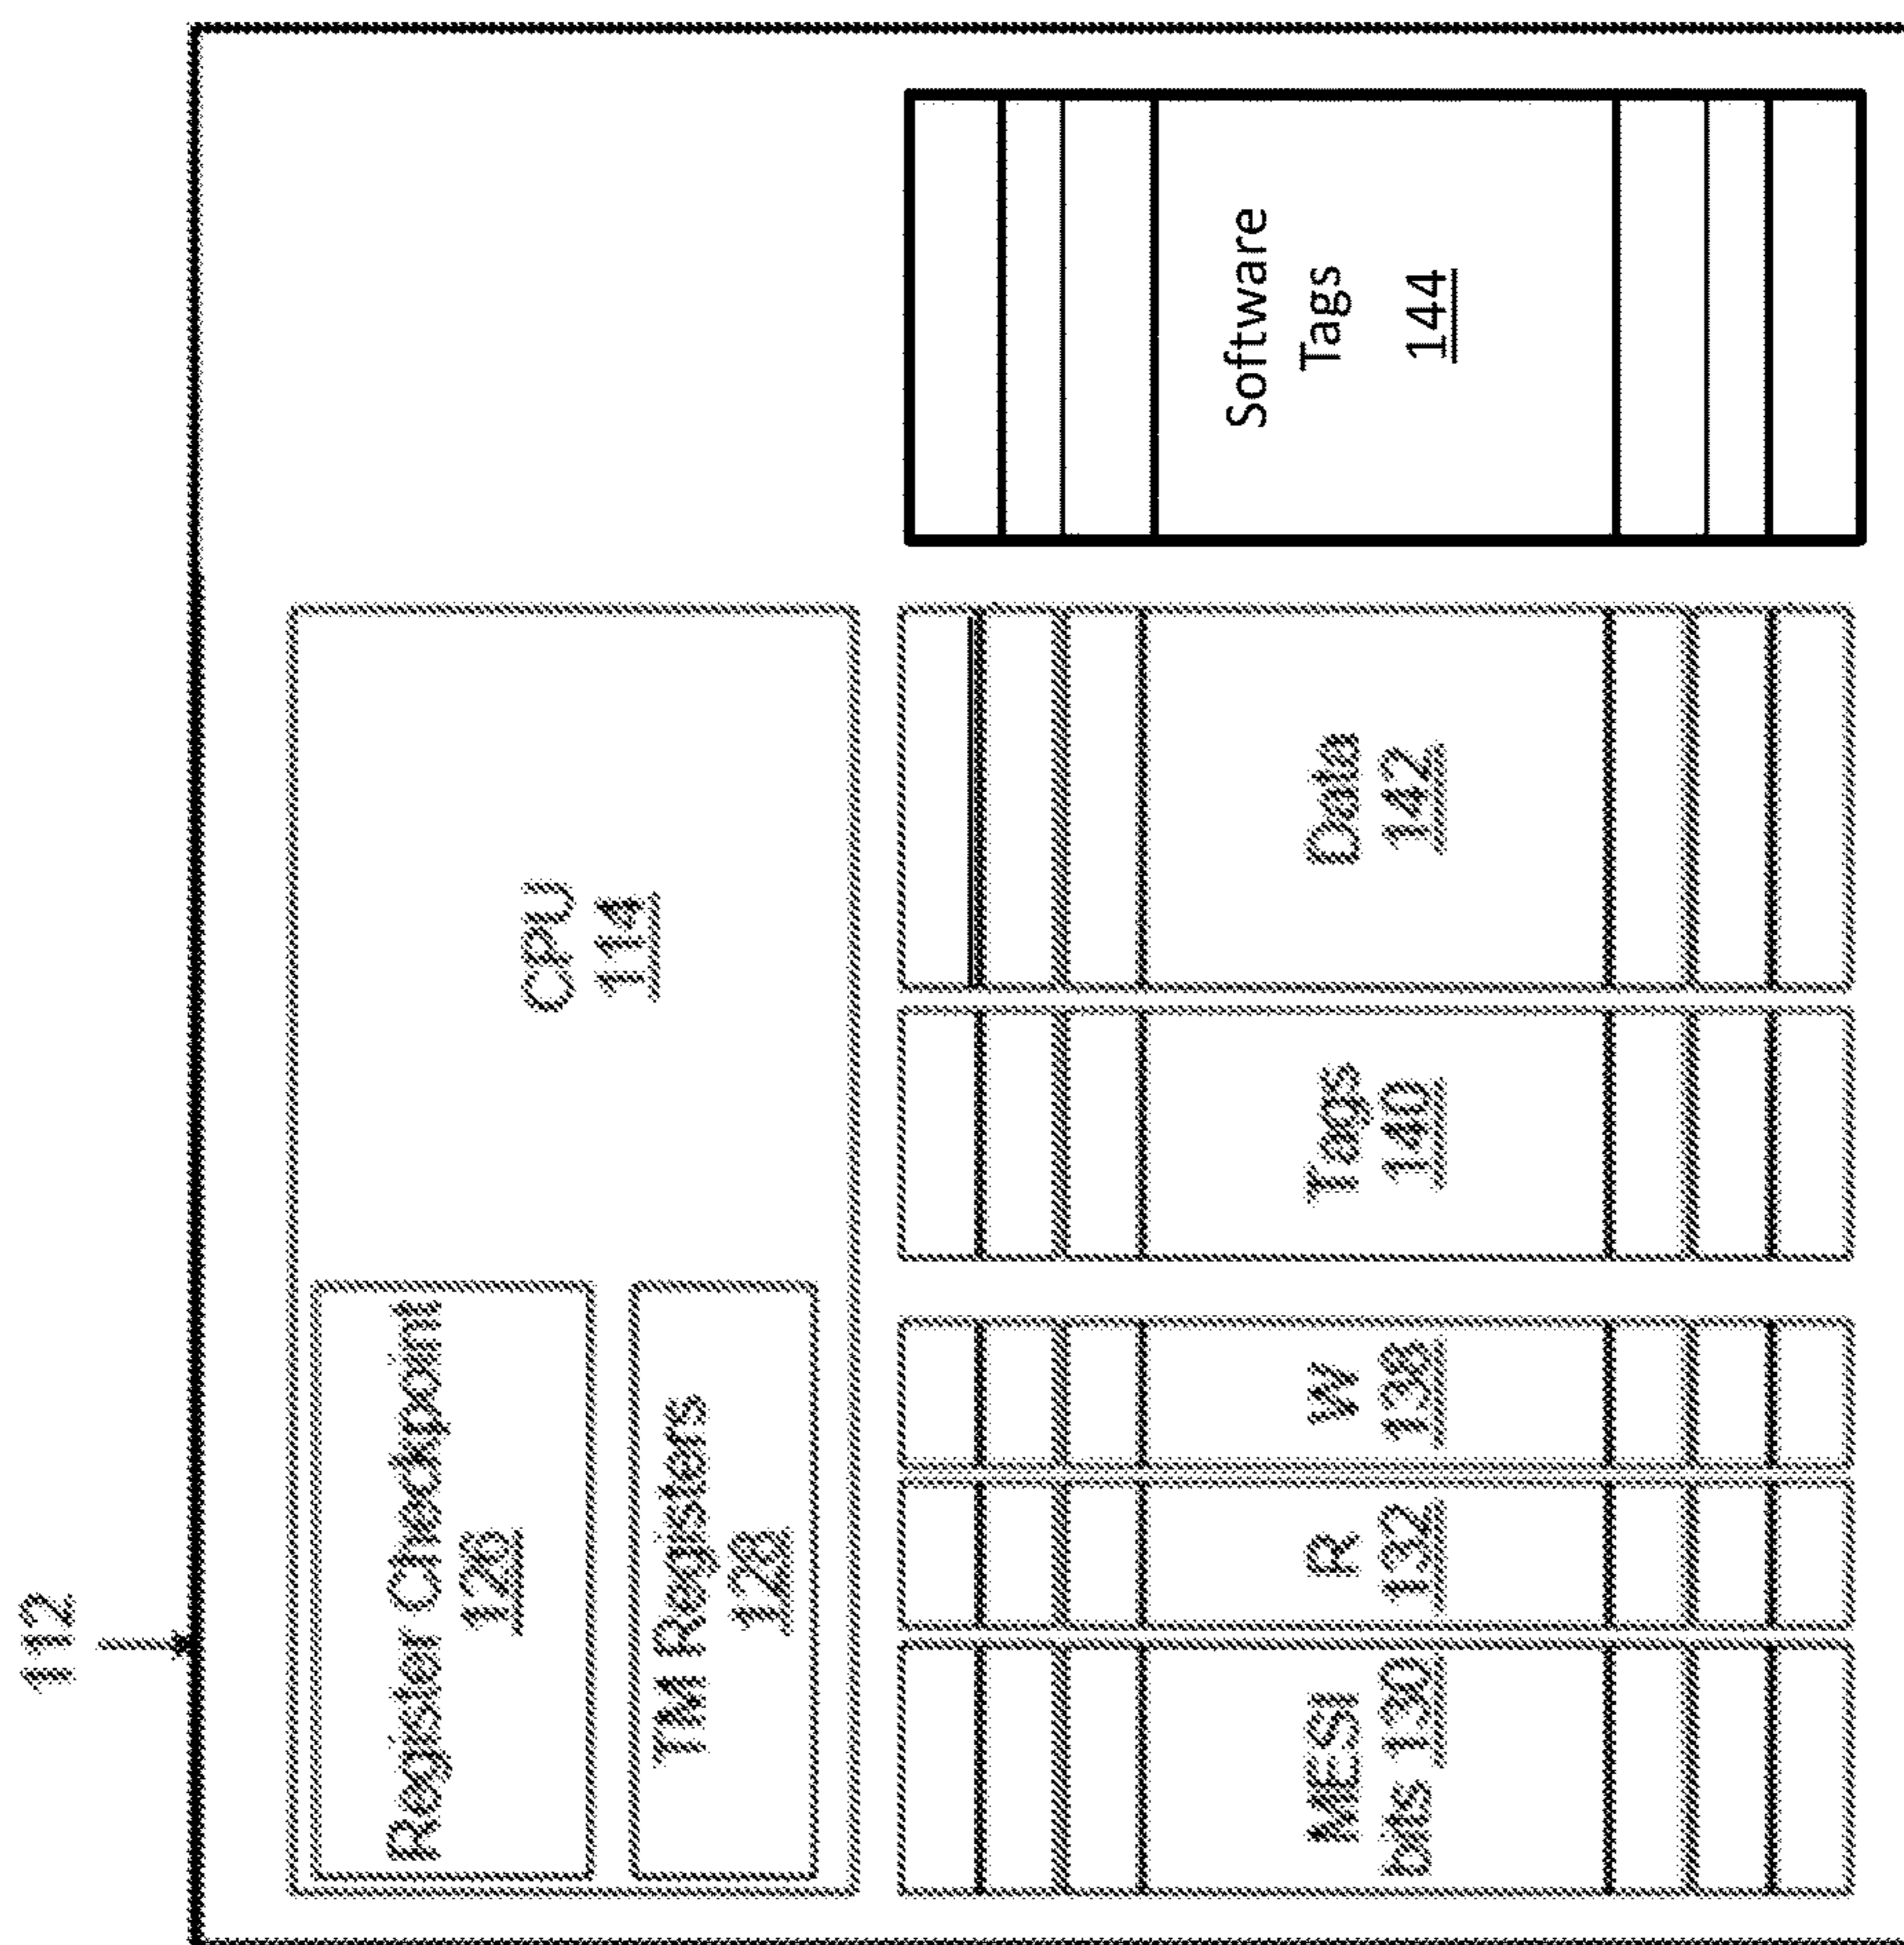 112
Register Checkpoint
126
TM Registers
128
CPU
114
MESI
bits 130
R
132
W
138
Tags
140
Data
142
Software
Tags
144